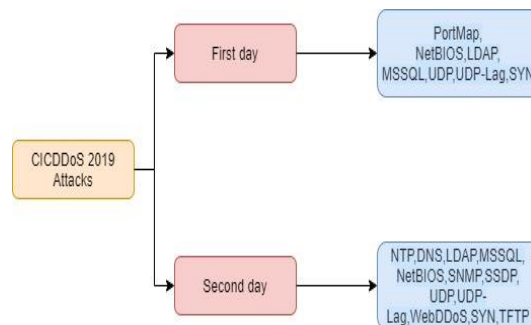 First day
PortMap,
NetBIOS,LDAP,
MSSQL,UDP,UDP-Lag,SYN
CICDDoS 2019
Attacks
Second day
NTP,DNS,LDAP,MSSQL,
NetBIOS,SNMP,SSDP,
UDP,UDP-
Lag,WebDDoS,SYN,TFTP